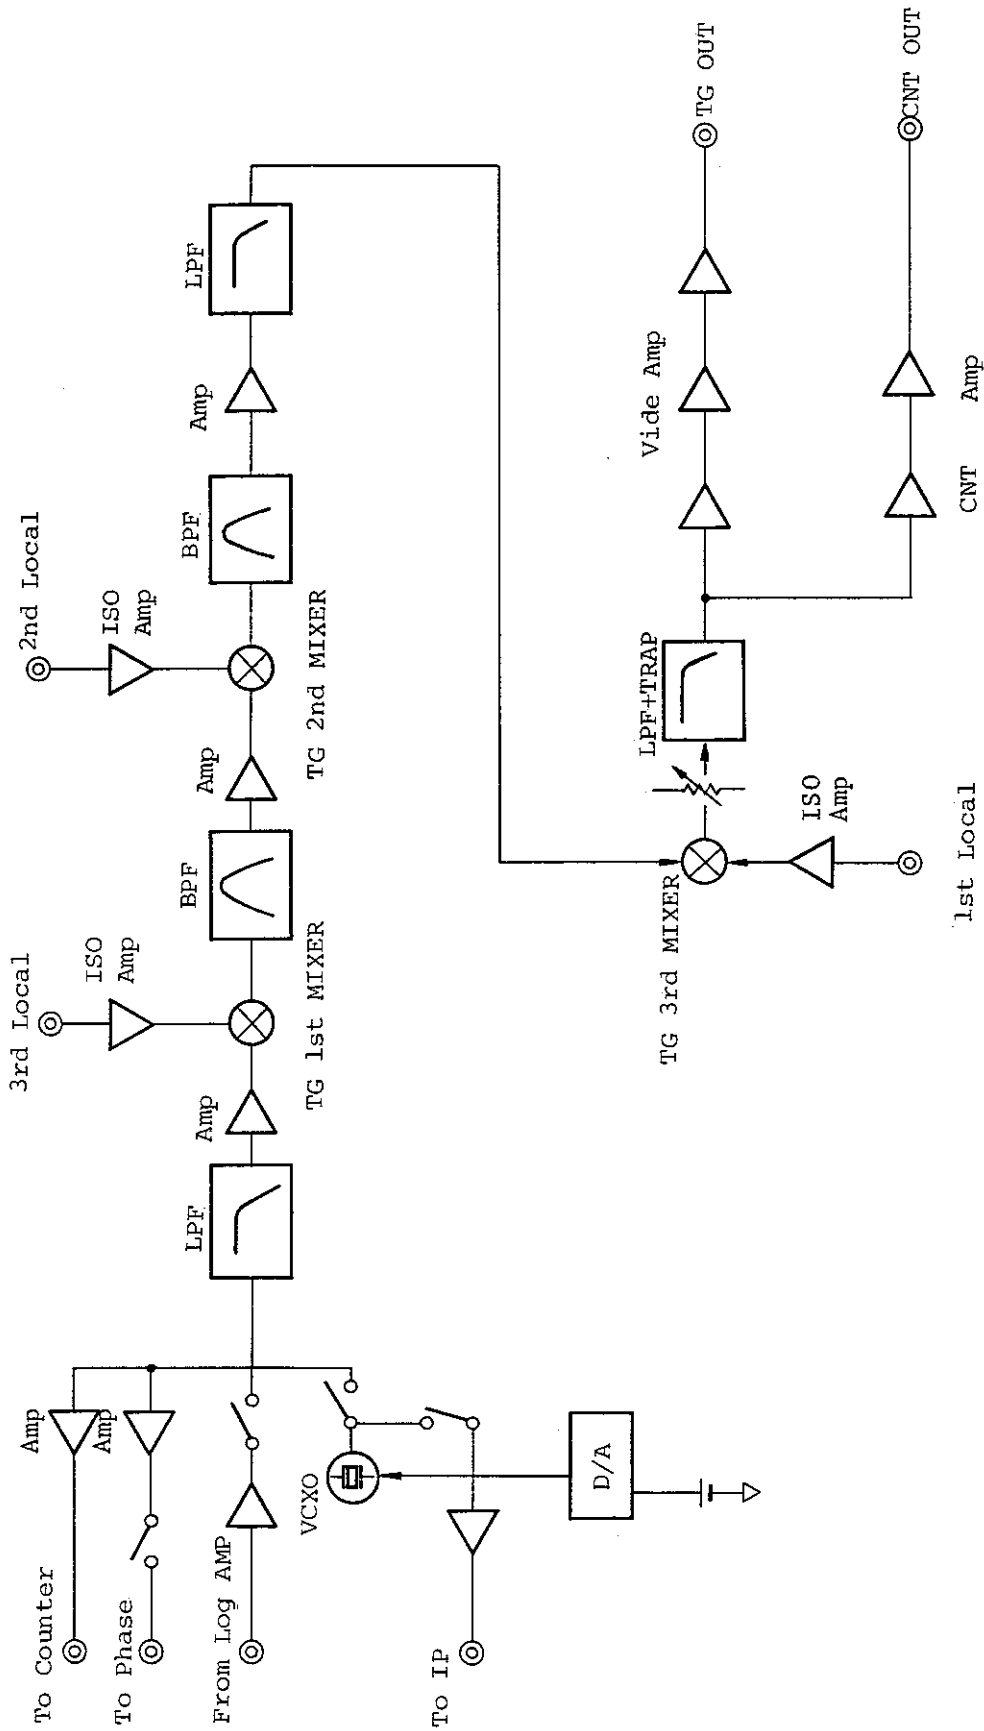 To Counter
To Phase
From Log AMP
To IP
Amp
Amp
VCXO
D/A
LPF
Amp
3rd Local
ISO
Amp
TG 1st MIXER
BPF
Amp
2nd Local
ISO
Amp
TG 2nd MIXER
BPF
Amp
LPF
TG 3rd MIXER
ISO
Amp
1st Local
LPF+TRAP
Vide Amp
TG OUT
CNT Amp
CNT OUT